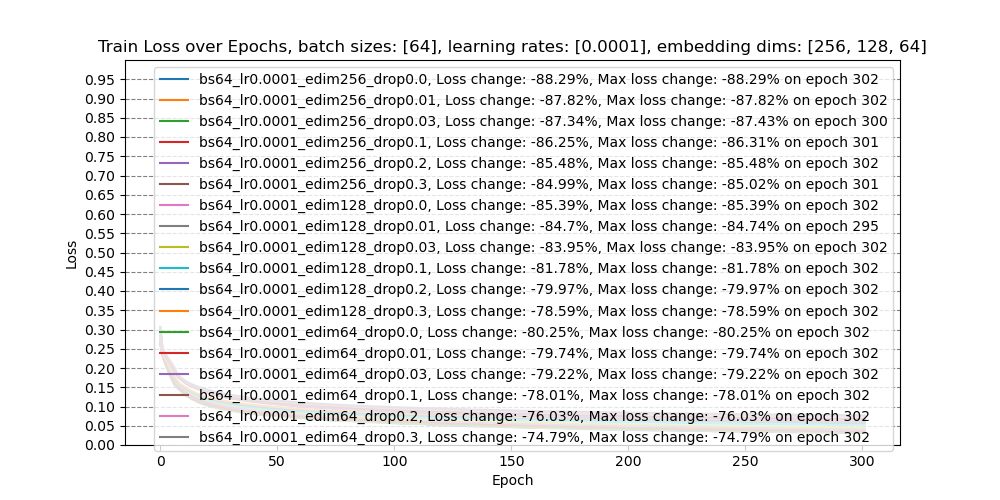 Train Loss over Epochs, batch sizes: [64], learning rates: [0.0001], embedding dims: [256, 128, 64]
Loss
0.95
0.90
0.85
0.80
0.75
0.70
0.65
0.60
0.55
0.50
0.45
0.40
0.35
0.30
0.25
0.20
0.15
0.10
0.05
0.00
bs64_lr0.0001_edim256_drop0.0, Loss change: -88.29%, Max loss change: -88.29% on epoch 302
bs64_lr0.0001_edim256_drop0.01, Loss change: -87.82%, Max loss change: -87.82% on epoch 302
bs64_lr0.0001_edim256_drop0.03, Loss change: -87.34%, Max loss change: -87.43% on epoch 300
bs64_lr0.0001_edim256_drop0.1, Loss change: -86.25%, Max loss change: -86.31% on epoch 301
bs64_lr0.0001_edim256_drop0.2, Loss change: -85.48%, Max loss change: -85.48% on epoch 302
bs64_lr0.0001_edim256_drop0.3, Loss change: -84.99%, Max loss change: -85.02% on epoch 301
bs64_lr0.0001_edim128_drop0.0, Loss change: -85.39%, Max loss change: -85.39% on epoch 302
bs64_lr0.0001_edim128_drop0.01, Loss change: -84.7%, Max loss change: -84.74% on epoch 295
bs64_lr0.0001_edim128_drop0.03, Loss change: -83.95%, Max loss change: -83.95% on epoch 302
bs64_lr0.0001_edim128_drop0.1, Loss change: -81.78%, Max loss change: -81.78% on epoch 302
bs64_lr0.0001_edim128_drop0.2, Loss change: -79.97%, Max loss change: -79.97% on epoch 302
bs64_lr0.0001_edim128_drop0.3, Loss change: -78.59%, Max loss change: -78.59% on epoch 302
bs64_lr0.0001_edim64_drop0.0, Loss change: -80.25%, Max loss change: -80.25% on epoch 302
bs64_lr0.0001_edim64_drop0.01, Loss change: -79.74%, Max loss change: -79.74% on epoch 302
bs64_lr0.0001_edim64_drop0.03, Loss change: -79.22%, Max loss change: -79.22% on epoch 302
bs64_lr0.0001_edim64_drop0.1, Loss change: -78.01%, Max loss change: -78.01% on epoch 302
bs64_lr0.0001_edim64_drop0.2, Loss change: -76.03%, Max loss change: -76.03% on epoch 302
bs64_lr0.0001_edim64_drop0.3, Loss change: -74.79%, Max loss change: -74.79% on epoch 302
0 50 100 150 200 250 300
Epoch